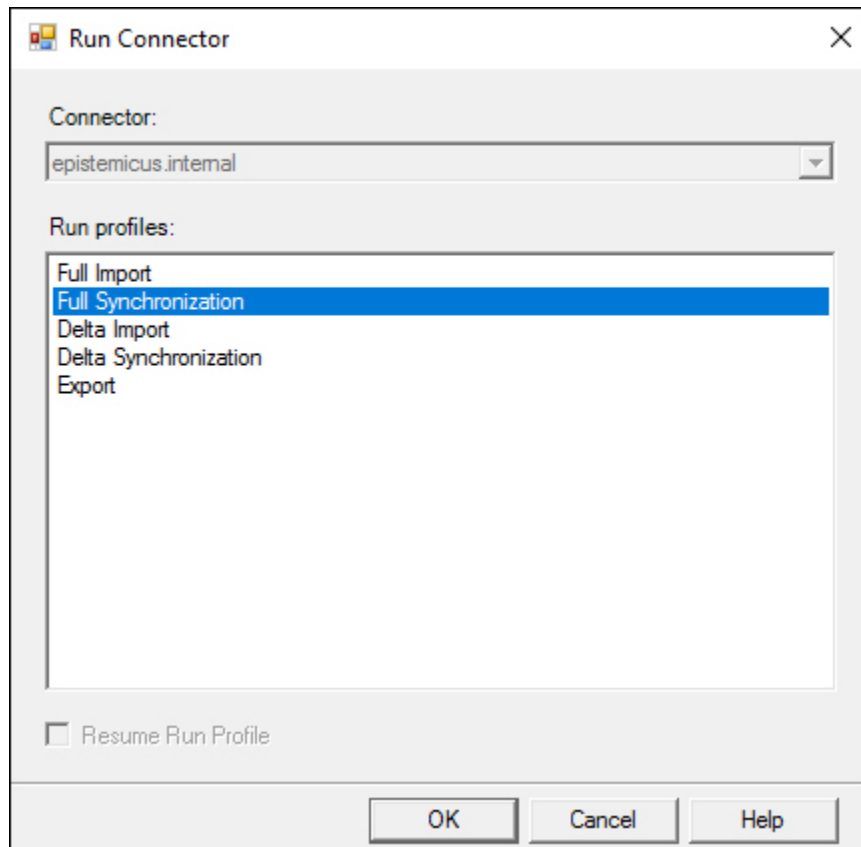 Run Connector
Connector:
epistemicus.internal
Run profiles:
Full Import
Full Synchronization
Delta Import
Delta Synchronization
Export
Resume Run Profile
OK Cancel Help